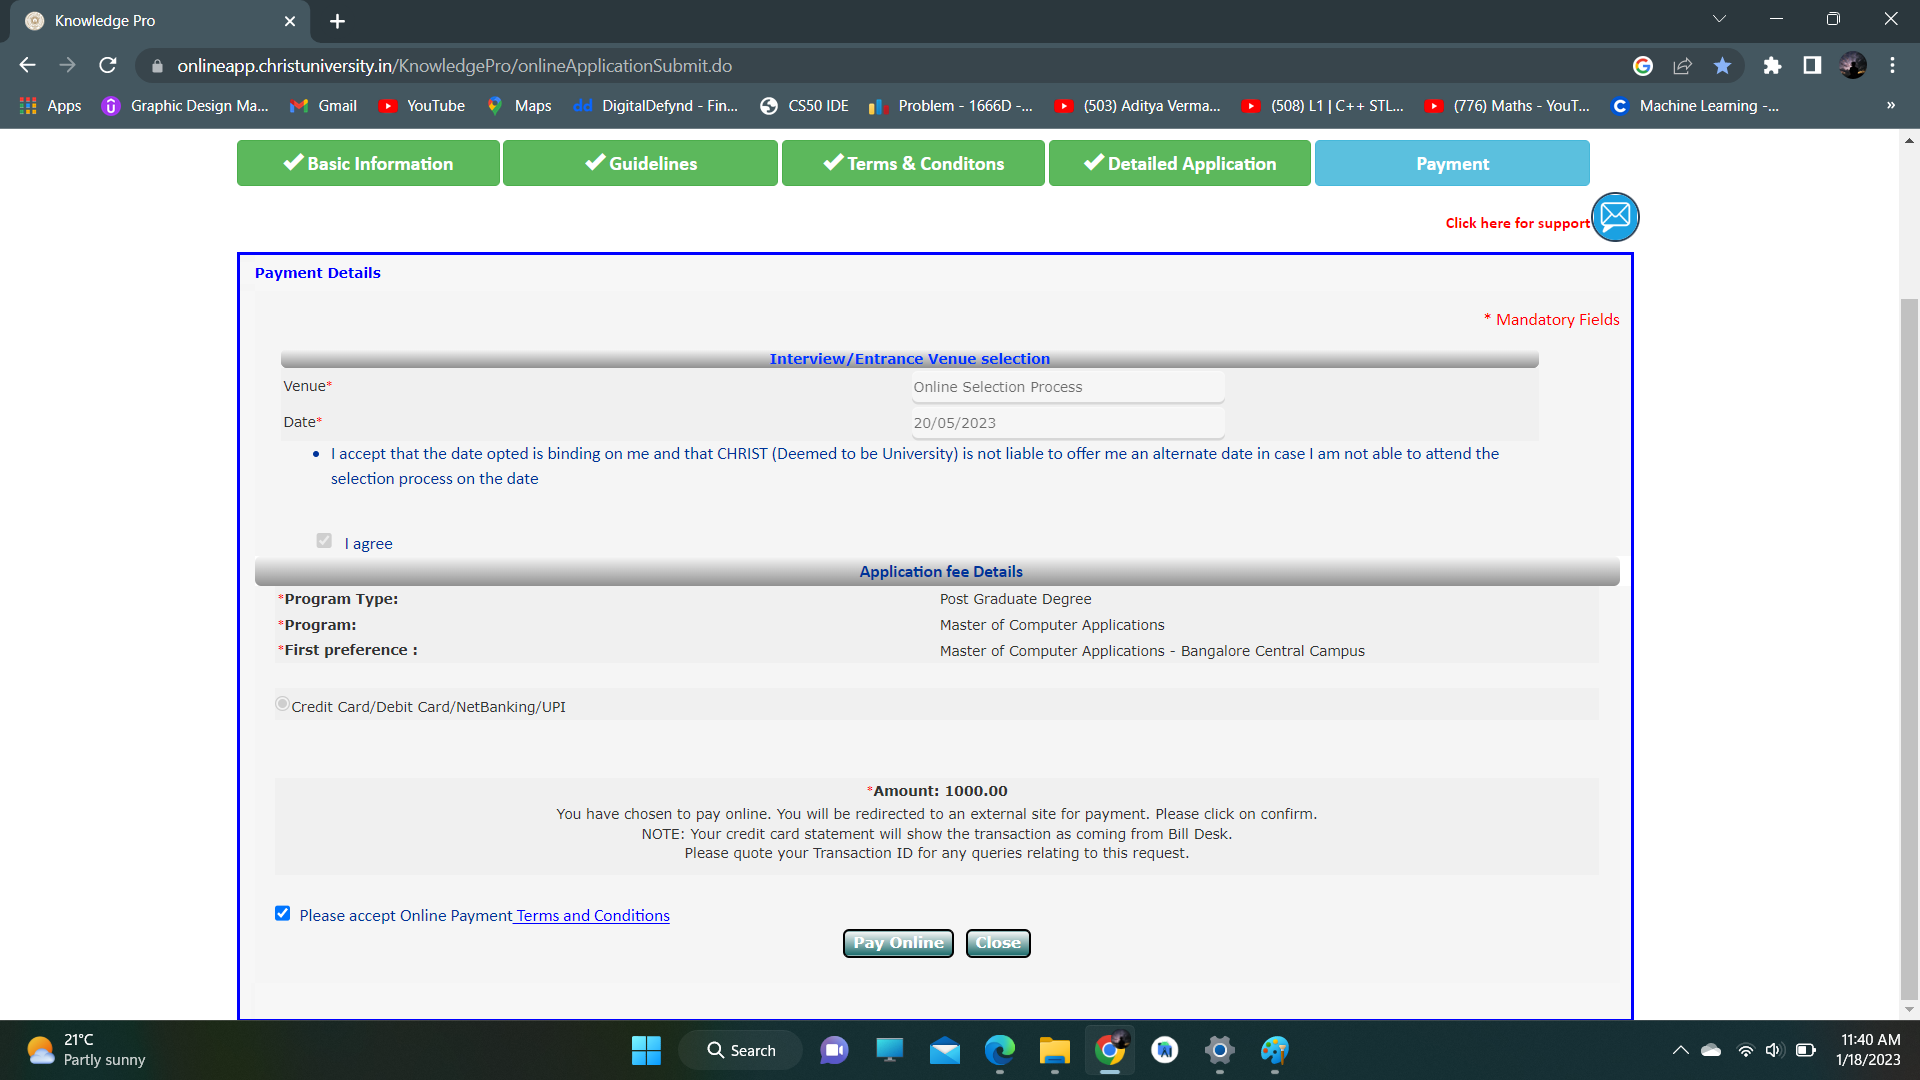 Knowledge Pro
onlineapp.christuniversity.in/KnowledgePro/onlineApplicationSubmit.do
Apps Graphic Design Ma... Gmail YouTube Maps dd DigitalDefynd - Fin... CS50 IDE Problem - 1666D -... (503) Aditya Verma... (508) L1 | C++ STL... (776) Maths - YouT... Machine Learning -... »
Basic Information Guidelines Terms & Conditons Detailed Application Payment
Click here for support
Payment Details
* Mandatory Fields
Interview/Entrance Venue selection
Venue* Online Selection Process
Date* 20/05/2023
• I accept that the date opted is binding on me and that CHRIST (Deemed to be University) is not liable to offer me an alternate date in case I am not able to attend the
selection process on the date
I agree
Application fee Details
*Program Type: Post Graduate Degree
*Program: Master of Computer Applications
*First preference : Master of Computer Applications - Bangalore Central Campus
Credit Card/Debit Card/NetBanking/UPI
*Amount: 1000.00
You have chosen to pay online. You will be redirected to an external site for payment. Please click on confirm.
NOTE: Your credit card statement will show the transaction as coming from Bill Desk.
Please quote your Transaction ID for any queries relating to this request.
Please accept Online Payment Terms and Conditions
Pay Online Close
21°C
Partly sunny
Search
11:40 AM
1/18/2023